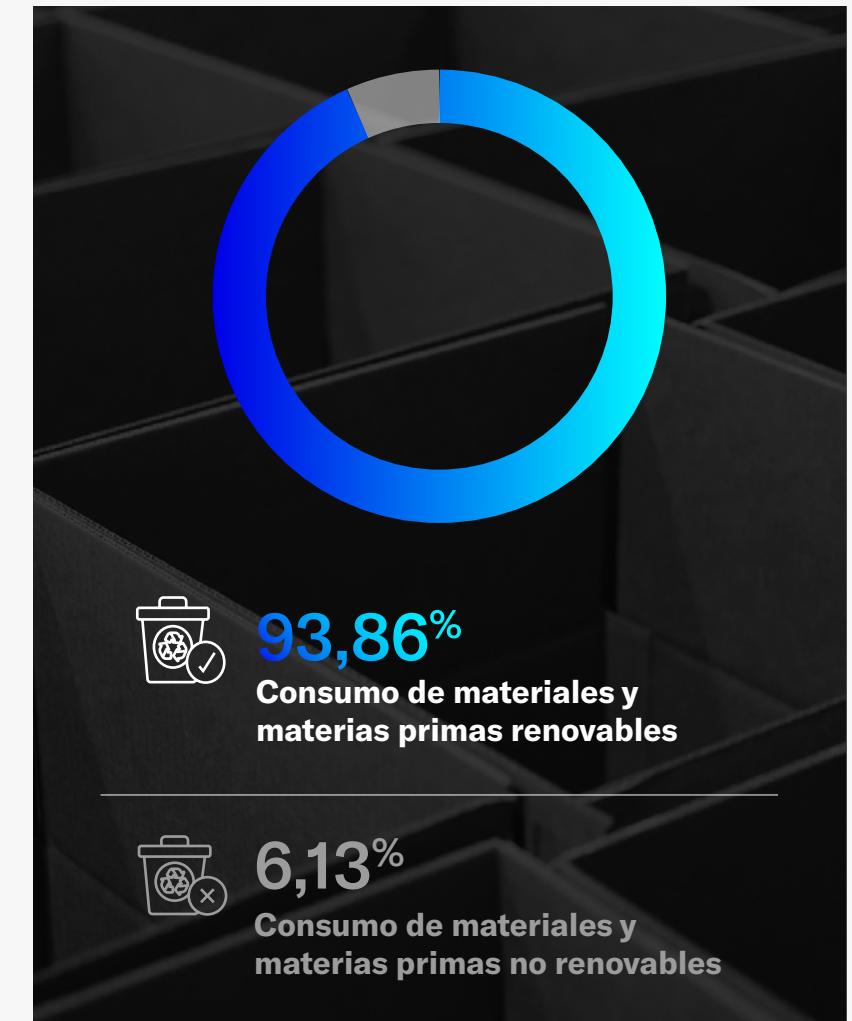 93,86%
Consumo de materiales y
materias primas renovables
6,13%
Consumo de materiales y
materias primas no renovables